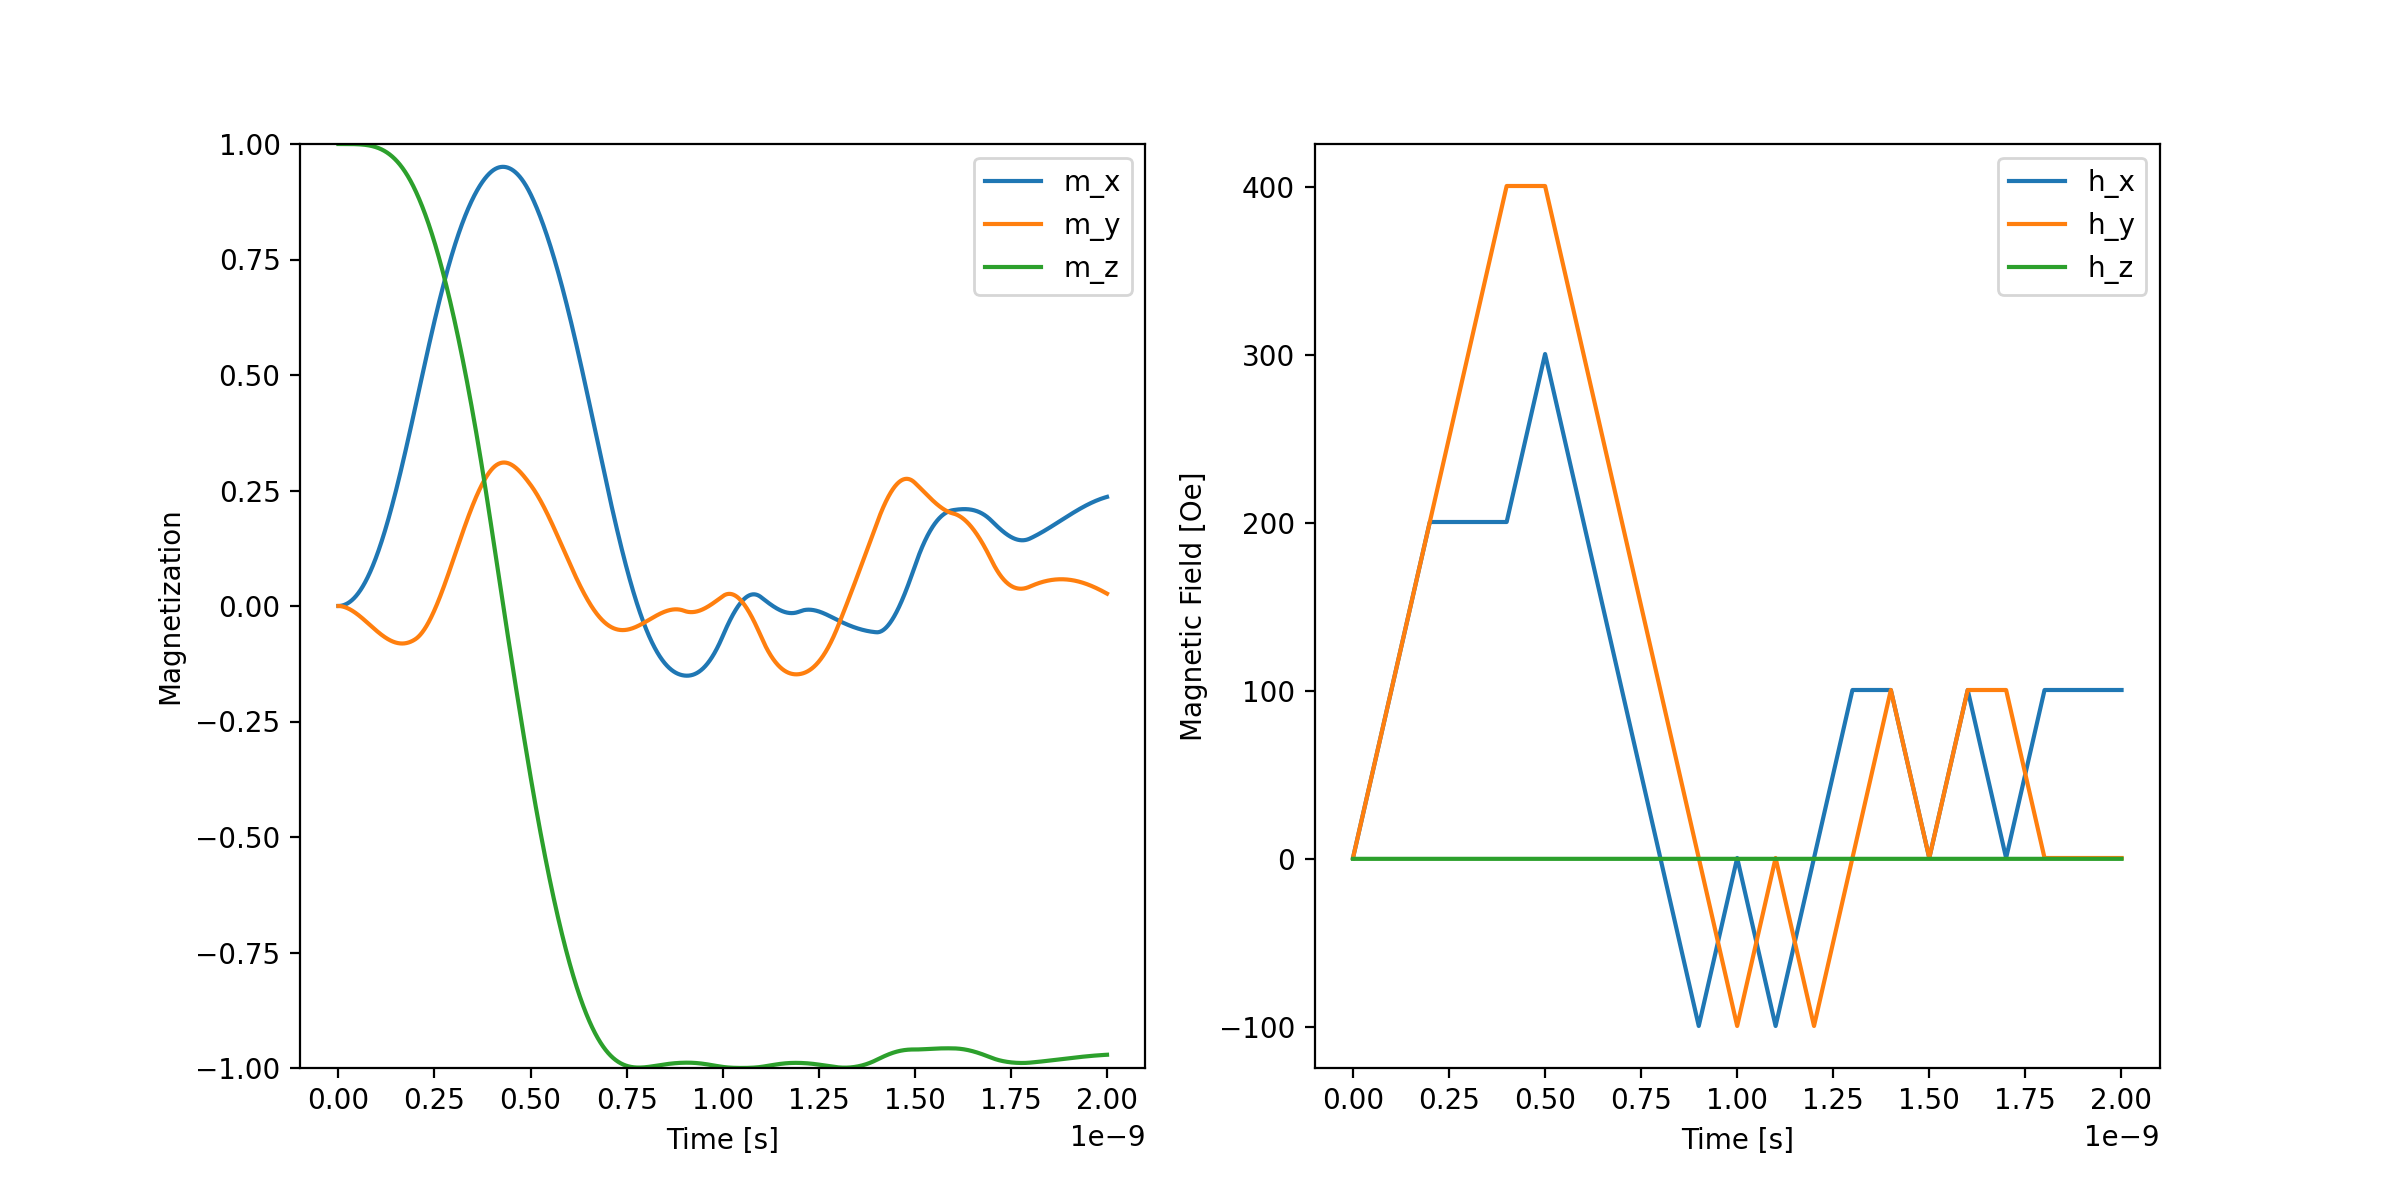 Magnetization
1.00
0.75
0.50
0.25
0.00
−0.25
−0.50
−0.75
−1.00
m_x
m_y
m_z
0.00 0.25 0.50 0.75 1.00 1.25 1.50 1.75 2.00
Time [s]
1e−9
Magnetic Field [Oe]
400
300
200
100
0
−100
h_x
h_y
h_z
0.00 0.25 0.50 0.75 1.00 1.25 1.50 1.75 2.00
Time [s]
1e−9